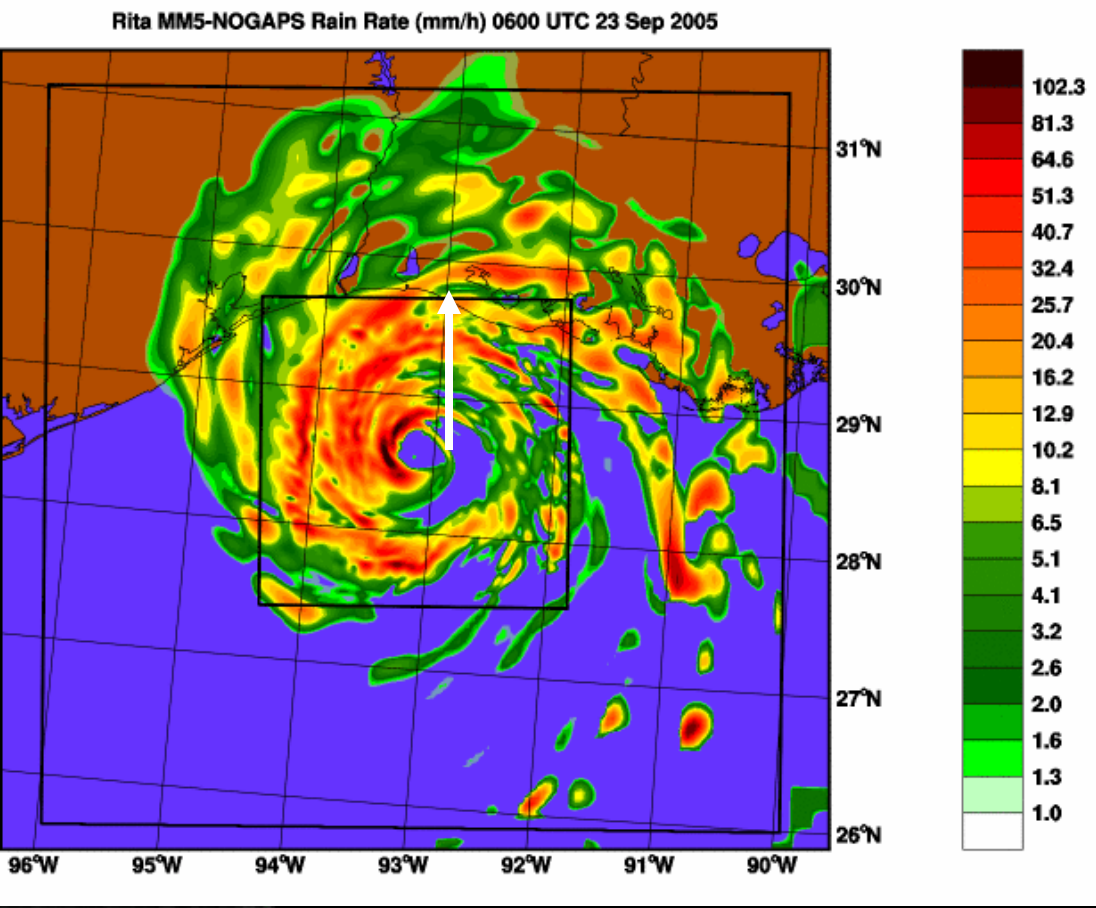 Rita MM5-NOGAPS Rain Rate (mm/h) 0600 UTC 23 Sep 2005
102.3
81.3
64.6
51.3
40.7
32.4
25.7
20.4
16.2
12.9
10.2
8.1
6.5
5.1
4.1
3.2
2.6
2.0
1.6
1.3
1.0
31°N
30°N
29°N
28°N
27°N
26°N
96°W 95°W 94°W 93°W 92°W 91°W 90°W